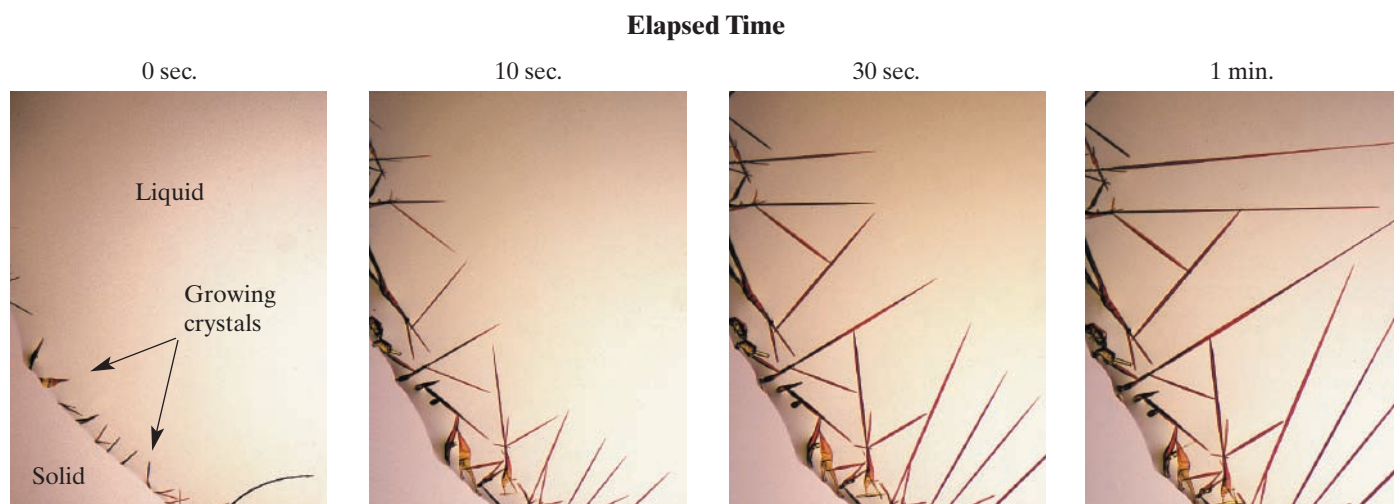 Elapsed Time
0 sec.
10 sec.
30 sec.
1 min.
Liquid
Growing
crystals
Solid